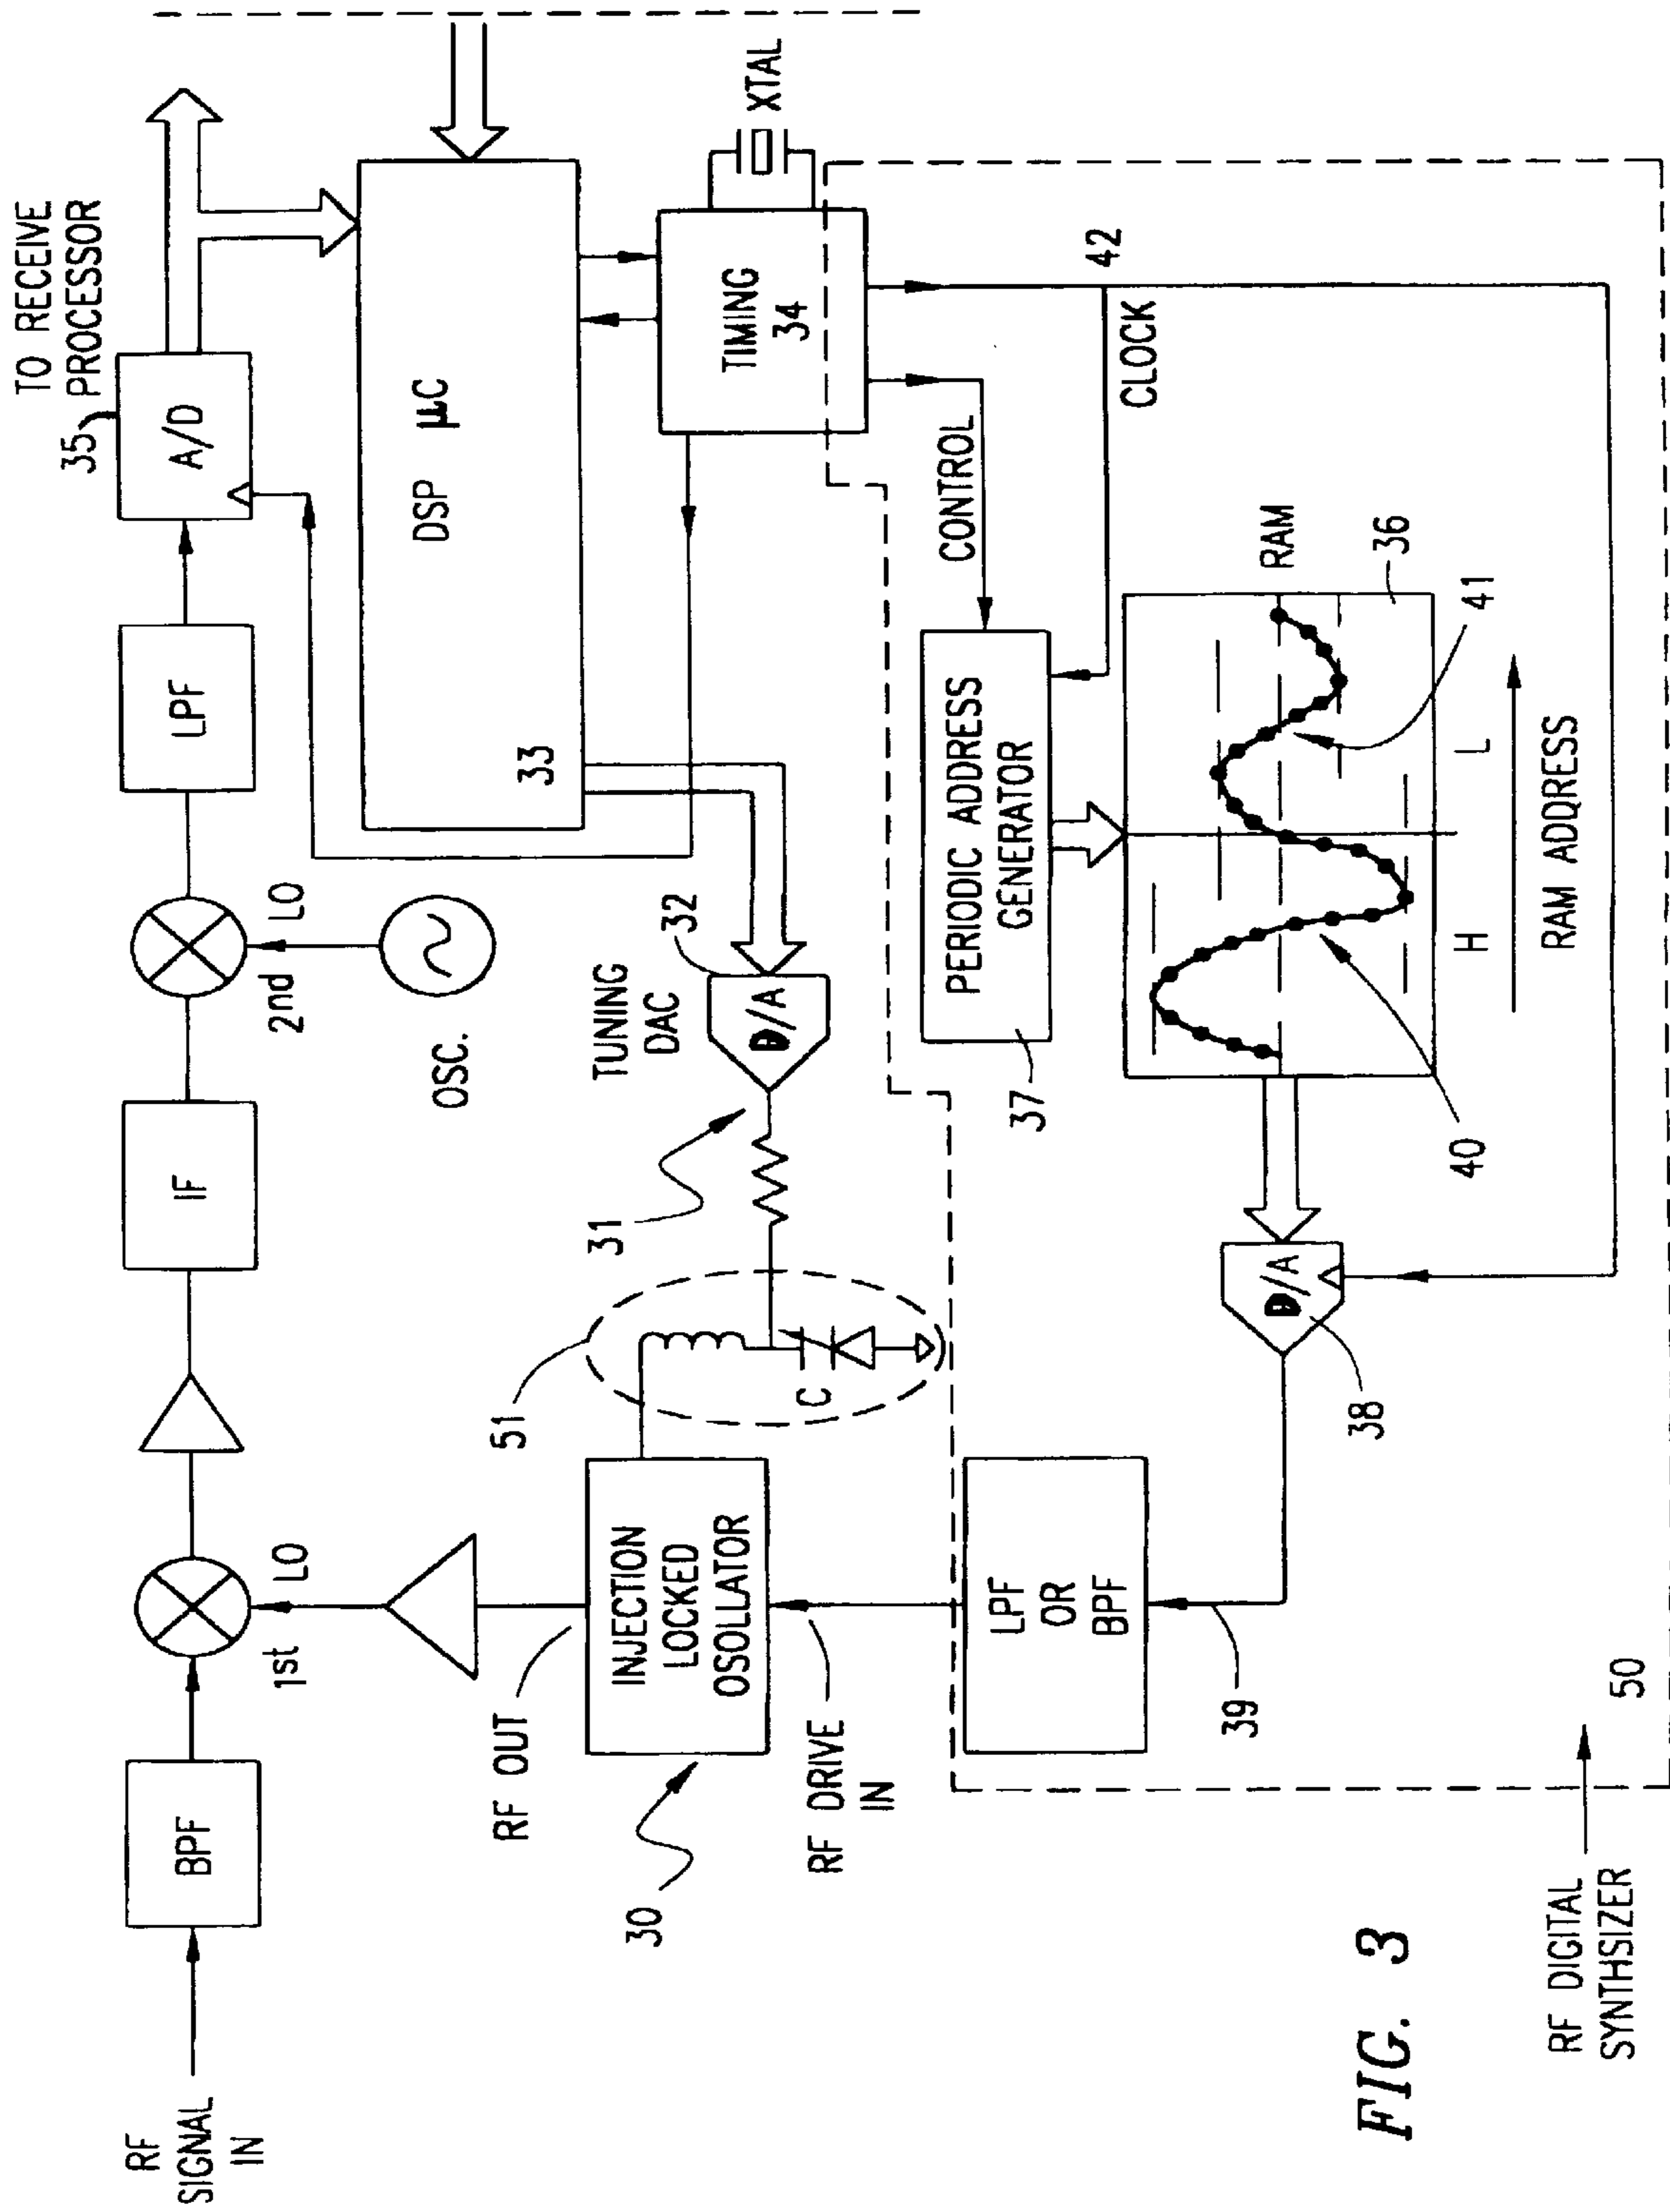 TO RECEIVE
PROCESSOR
RF
SIGNAL
IN
BPF
1st LO
IF
2nd LO
OSC.
LPF
35
A/D
RF OUT
51
TUNING
DAC
32
D/A
31
C
DSP µC
33
TIMING
34
XTAL
30
INJECTION
LOCKED
OSOLLATOR
RF DRIVE
IN
CONTROL
CLOCK
42
37
PERIODIC ADDRESS
GENERATOR
RAM
36
41
40
H L
RAM ADDRESS
D/A
38
39
LPF
OR
BPF
50
RF DIGITAL
SYNTHSIZER
FIG. 3